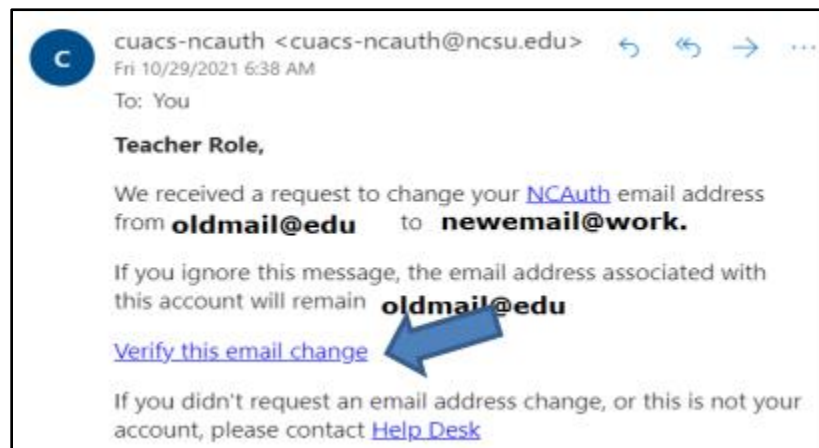 C
cuacs-ncauth <cuacs-ncauth@ncsu.edu>
Fri 10/29/2021 6:38 AM
To: You
Teacher Role,
We received a request to change your NCAuth email address
from oldmail@edu to newemail@work.
If you ignore this message, the email address associated with
this account will remain oldmail@edu
Verify this email change
If you didn't request an email address change, or this is not your
account, please contact Help Desk